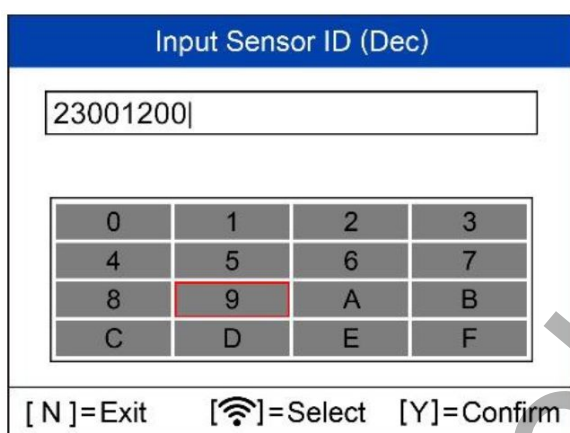 Input Sensor ID (Dec)
23001200
0 1 2 3
4 5 6 7
8 9 A B
C D E F
[ N ]=Exit []=Select [Y]=Confirm